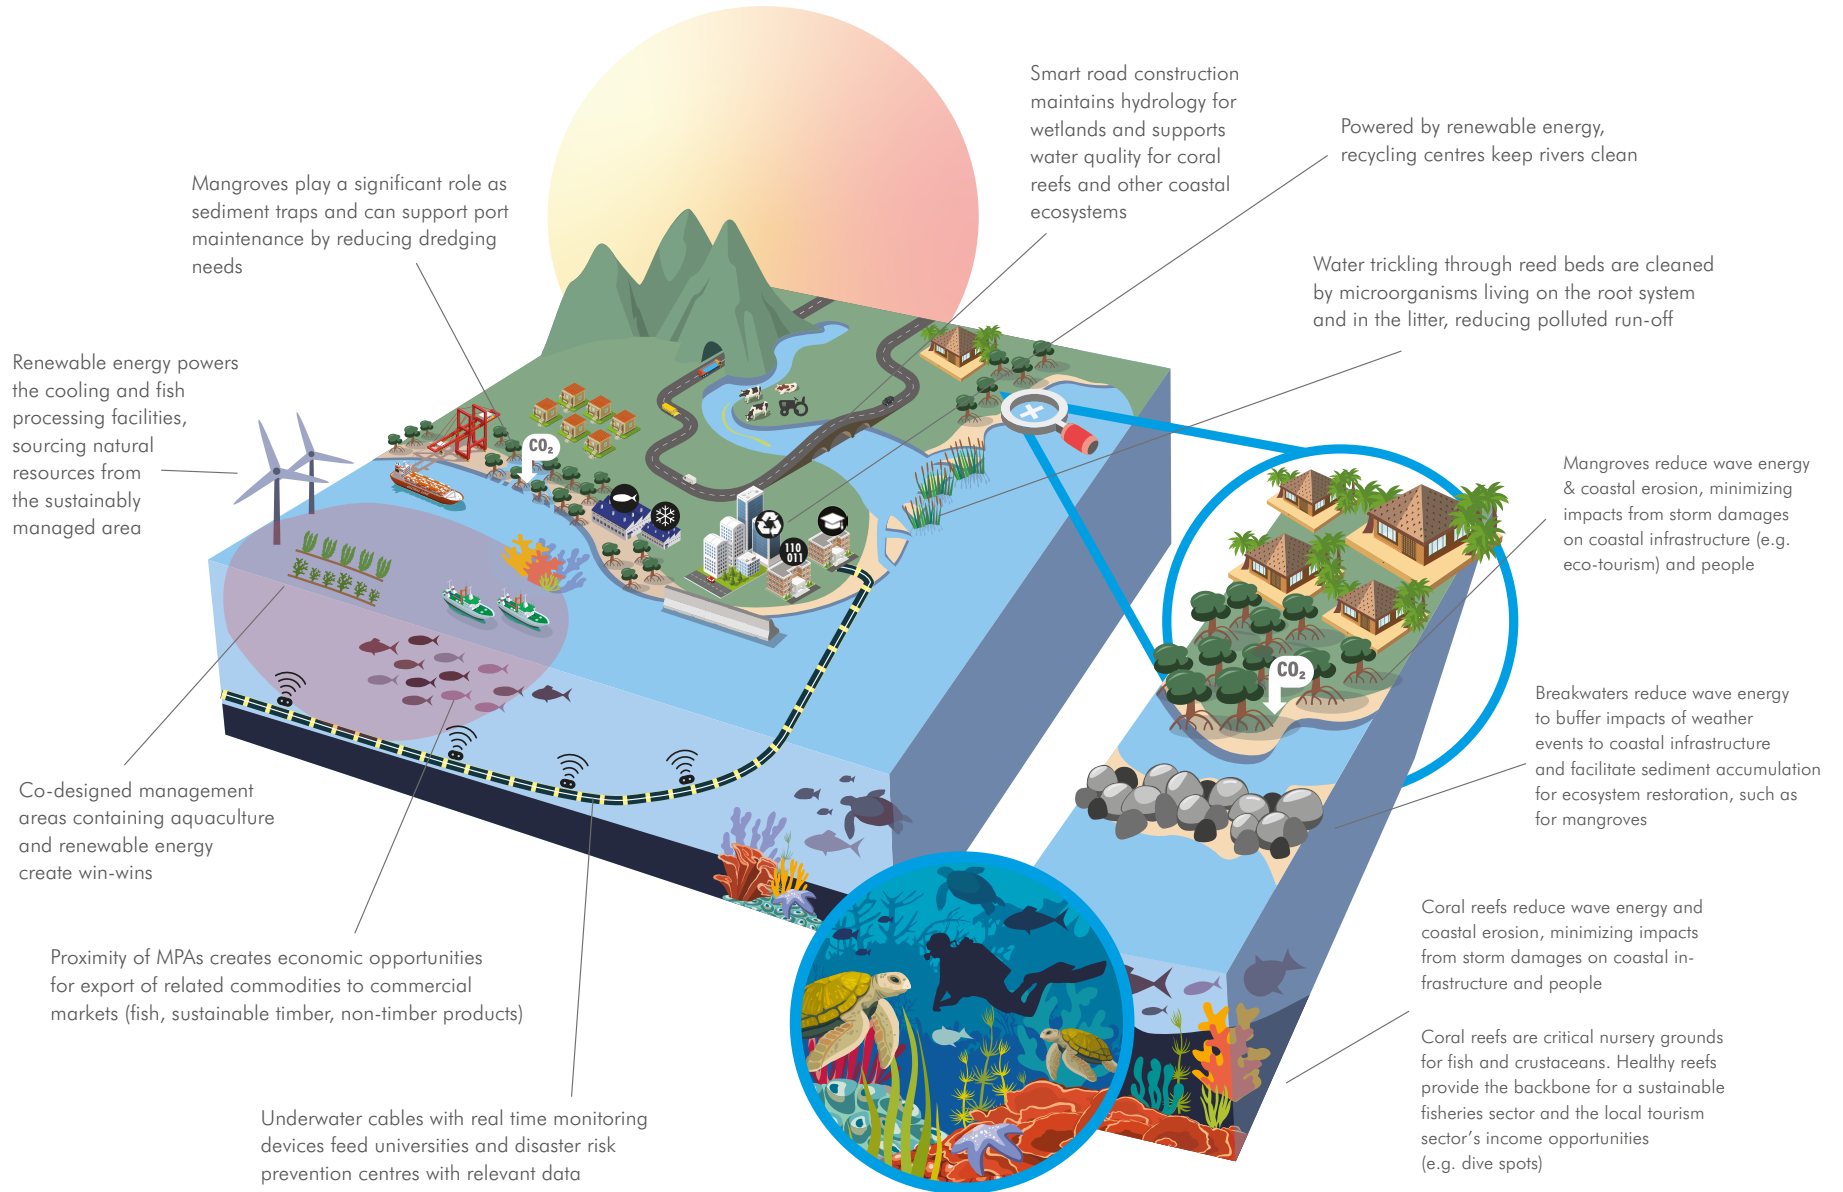 Smart road construction
maintains hydrology for
wetlands and supports
water quality for coral
reefs and other coastal
ecosystems
Powered by renewable energy,
recycling centres keep rivers clean
Mangroves play a significant role as
sediment traps and can support port
maintenance by reducing dredging
needs
Water trickling through reed beds are cleaned
by microorganisms living on the root system
and in the litter, reducing polluted run-off
Renewable energy powers
the cooling and fish
processing facilities,
sourcing natural
resources from
the sustainably
managed area
CO₂
110
011
Mangroves reduce wave energy
& coastal erosion, minimizing
impacts from storm damages
on coastal infrastructure (e.g.
eco-tourism) and people
CO₂
Breakwaters reduce wave energy
to buffer impacts of weather
events to coastal infrastructure
and facilitate sediment accumulation
for ecosystem restoration, such as
for mangroves
Co-designed management
areas containing aquaculture
and renewable energy
create win-wins
Coral reefs reduce wave energy and
coastal erosion, minimizing impacts
from storm damages on coastal in-
frastructure and people
Proximity of MPAs creates economic opportunities
for export of related commodities to commercial
markets (fish, sustainable timber, non-timber products)
Coral reefs are critical nursery grounds
for fish and crustaceans. Healthy reefs
provide the backbone for a sustainable
fisheries sector and the local tourism
sector's income opportunities
(e.g. dive spots)
Underwater cables with real time monitoring
devices feed universities and disaster risk
prevention centres with relevant data